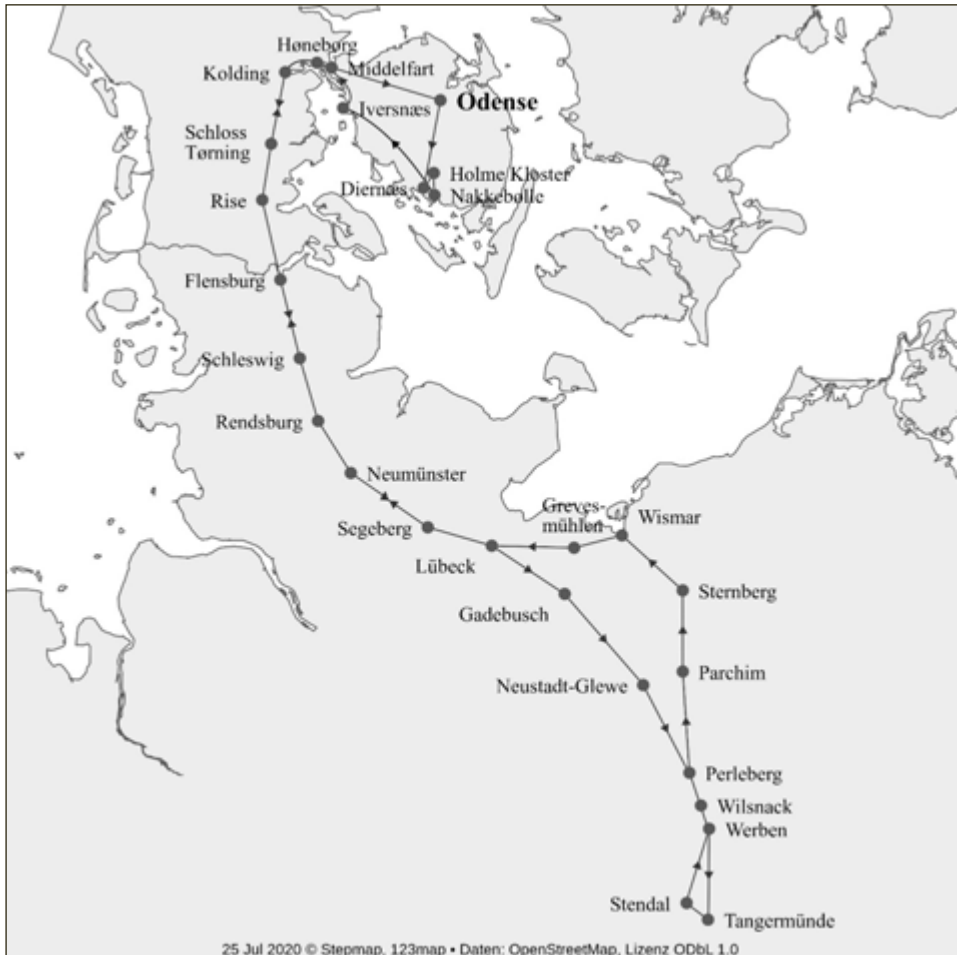 Hønebørg
Kolding
Middelfart
Iversnæs
Odense
Schloss
Tørning
Holme Kloster
Diernæs
Nakkebølle
Rise
Flensburg
Schleswig
Rendsburg
Neumünster
Segeberg
Greves-
mühlen
Wismar
Lübeck
Gadebusch
Sternberg
Neustadt-Glewe
Parchim
Perleberg
Wilsnack
Werben
Stendal
Tangermünde
25 Jul 2020 © Stepmap, 123map • Daten: OpenStreetMap, Lizenz ODbL 1.0